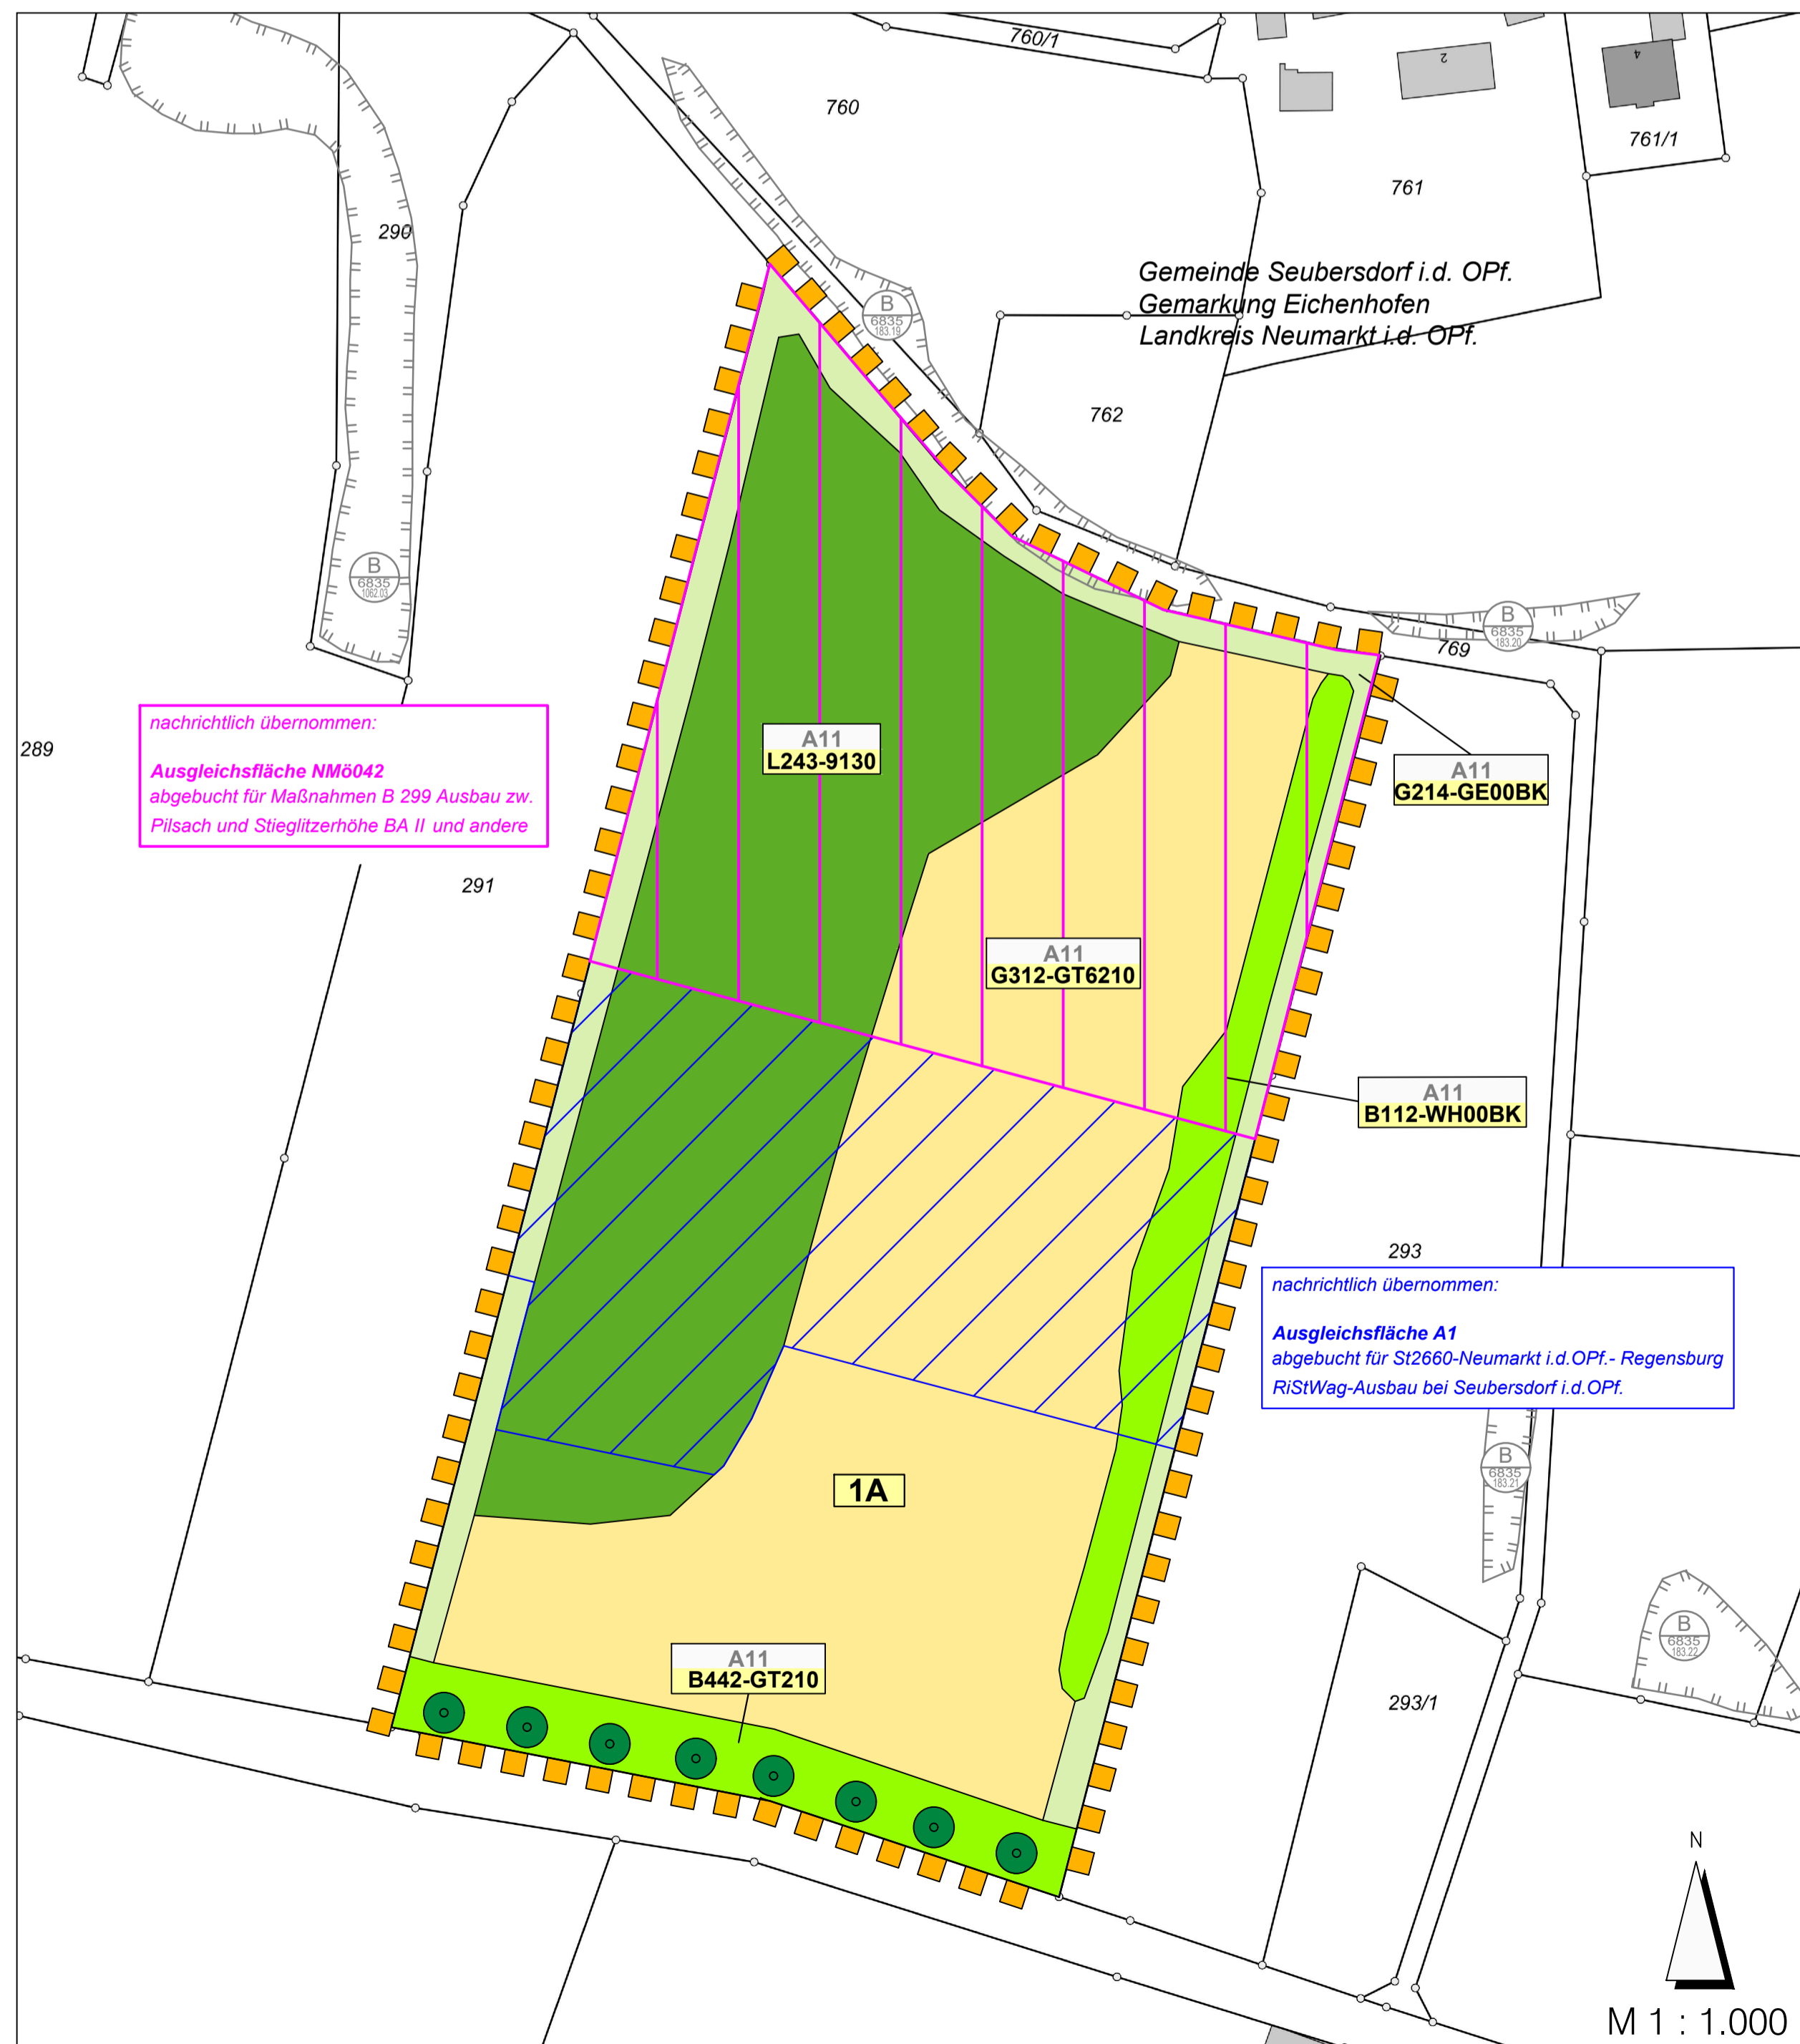 760/1
760
2
4
761/1
761
290
Gemeinde Seubersdorf i.d. OPf.
Gemarkung Eichenhofen
Landkreis Neumarkt i.d. OPf.
B
6835
183.19
762
B
6835
1062.03
B
6835
183.20
769
nachrichtlich übernommen:
Ausgleichsfläche NMö042
abgebucht für Maßnahmen B 299 Ausbau zw.
Pilsach und Stieglitzerhöhe BA II und andere
289
A11
L243-9130
A11
G214-GE00BK
291
A11
G312-GT6210
A11
B112-WH00BK
293
nachrichtlich übernommen:
Ausgleichsfläche A1
abgebucht für St2660-Neumarkt i.d.OPf.- Regensburg
RiStWag-Ausbau bei Seubersdorf i.d.OPf.
B
6835
183.21
1A
B
6835
183.22
A11
B442-GT210
293/1
N
M 1 : 1.000